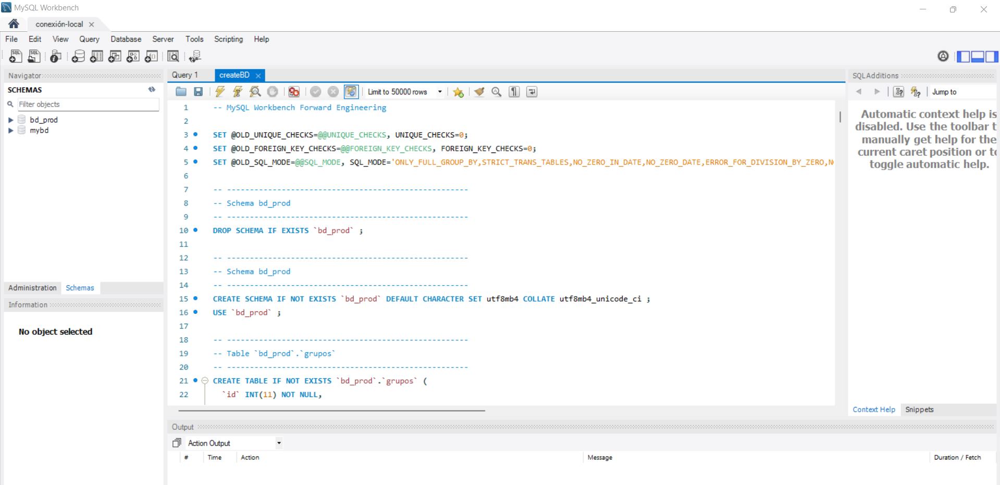 MySQL Workbench
conexión-local
File Edit View Query Database Server Tools Scripting Help
Navigator
SCHEMAS
Filter objects
bd_prod
mybd
Administration Schemas
Information
No object selected
Query 1 createBD
Limit to 50000 rows
1 -- MySQL Workbench Forward Engineering
2
3 SET @OLD_UNIQUE_CHECKS=@@UNIQUE_CHECKS, UNIQUE_CHECKS=0;
4 SET @OLD_FOREIGN_KEY_CHECKS=@@FOREIGN_KEY_CHECKS, FOREIGN_KEY_CHECKS=0;
5 SET @OLD_SQL_MODE=@@SQL_MODE, SQL_MODE='ONLY_FULL_GROUP_BY,STRICT_TRANS_TABLES,NO_ZERO_IN_DATE,NO_ZERO_DATE,ERROR_FOR_DIVISION_BY_ZERO,N
6
7 -- -----------------------------------------------------
8 -- Schema bd_prod
9 -- -----------------------------------------------------
10 DROP SCHEMA IF EXISTS `bd_prod` ;
11
12 -- -----------------------------------------------------
13 -- Schema bd_prod
14 -- -----------------------------------------------------
15 CREATE SCHEMA IF NOT EXISTS `bd_prod` DEFAULT CHARACTER SET utf8mb4 COLLATE utf8mb4_unicode_ci ;
16 USE `bd_prod` ;
17
18 -- -----------------------------------------------------
19 -- Table `bd_prod`.`grupos`
20 -- -----------------------------------------------------
21 CREATE TABLE IF NOT EXISTS `bd_prod`.`grupos` (
22 `id` INT(11) NOT NULL,
Output
Action Output
# Time Action Message Duration / Fetch
SQLAdditions
Jump to
Automatic context help is
disabled. Use the toolbar t
manually get help for the
current caret position or to
toggle automatic help.
Context Help Snippets